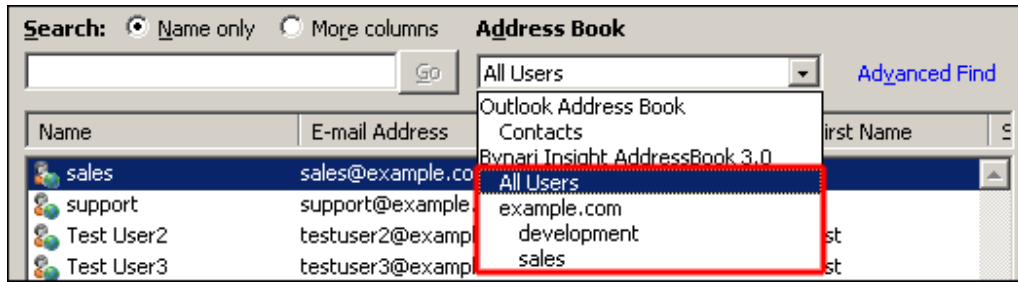 Search: Name only More columns Address Book
Go All Users Advanced Find
Outlook Address Book
Name E-mail Address Contacts irst Name
Bynari Insight AddressBook 3.0
sales sales@example.co All Users
support support@example. example.com
Test User2 testuser2@exampl development st
Test User3 testuser3@exampl sales st